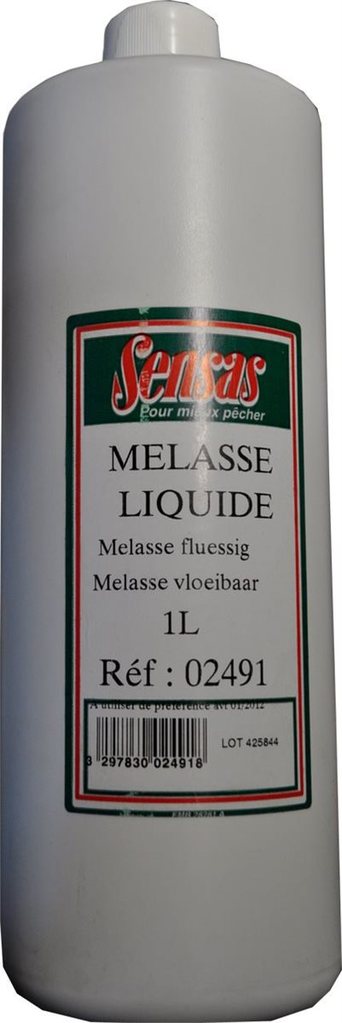 Sensas
Pour mieux pêcher
MELASSE
LIQUIDE
Melasse fluessig
Melasse vloeibaar
1L
Réf : 02491
A utiliser de préférence avt 01/2012
LOT 425844
3 297830 024918